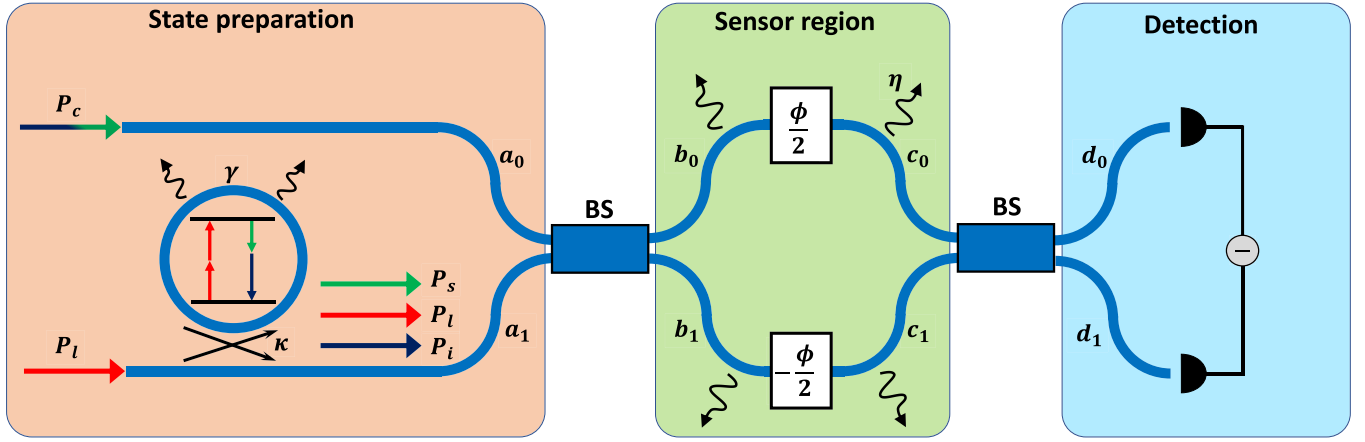 State preparation
Sensor region
Detection
P_c
γ
κ
P_s
P_l
P_i
P_l
a_0
a_1
BS
b_0
b_1
ϕ/2
−ϕ/2
η
c_0
c_1
BS
d_0
d_1
−